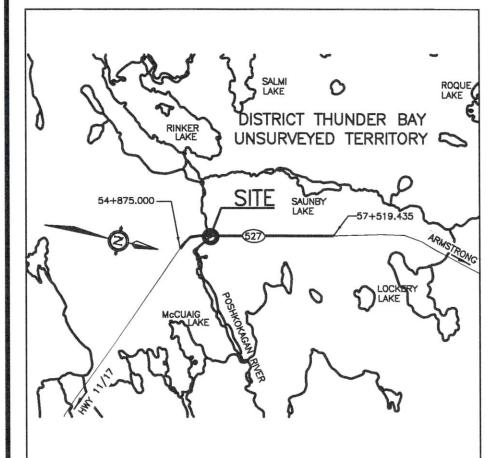 SALMI
LAKE
ROQUE
LAKE
DISTRICT THUNDER BAY
UNSURVEYED TERRITORY
RINKER
LAKE
54+875.000
SITE
SAUNBY
LAKE
57+519.435
N
527
ARMSTRONG
LOCKERY
LAKE
McCUAIG
LAKE
POSHKOKAGAN
RIVER
HWY 11/17